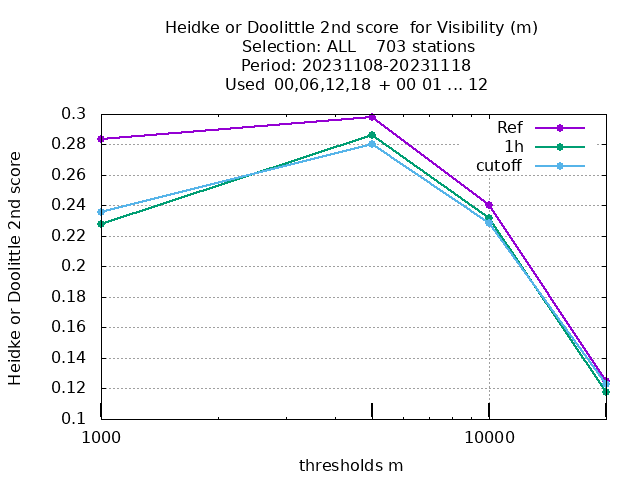 Heidke or Doolittle 2nd score  for Visibility (m)
Selection: ALL    703 stations
Period: 20231108-20231118
Used  00,06,12,18  + 00 01 ... 12
Heidke or Doolittle 2nd score
0.3
0.28
0.26
0.24
0.22
0.2
0.18
0.16
0.14
0.12
0.1
Ref
1h
cutoff
1000
10000
thresholds m